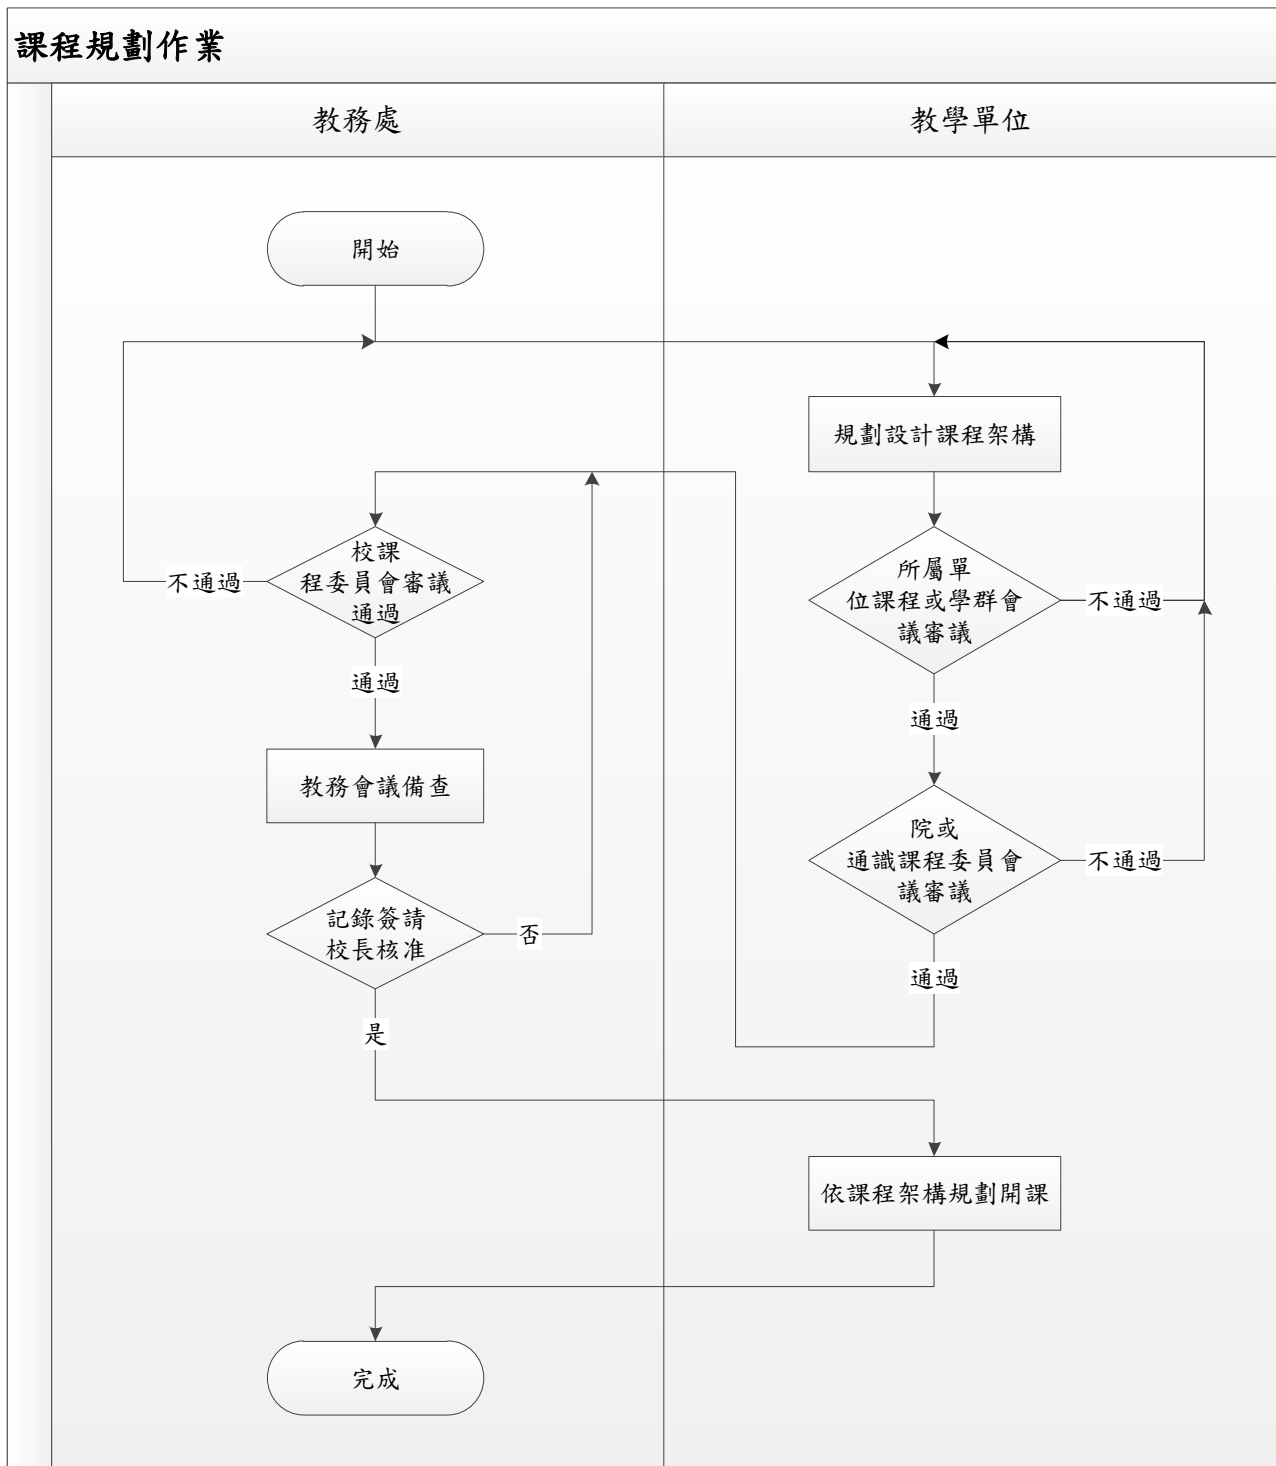 課程規劃作業
教務處
教學單位
開始
規劃設計課程架構
校課
程委員會審議
通過
不通過
所屬單
位課程或學群會
議審議
不通過
通過
通過
教務會議備查
院或
通識課程委員會
議審議
不通過
記錄簽請
校長核准
否
通過
是
依課程架構規劃開課
完成